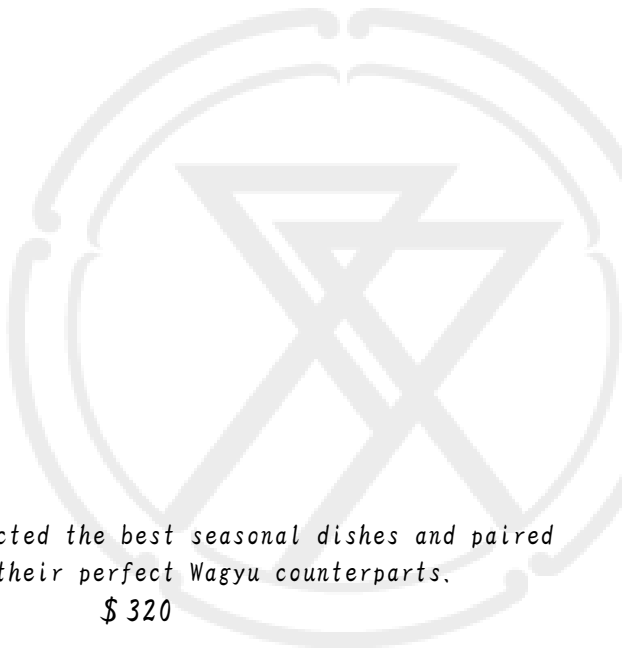 cted the best seasonal dishes and paired
their perfect Wagyu counterparts.
$ 320